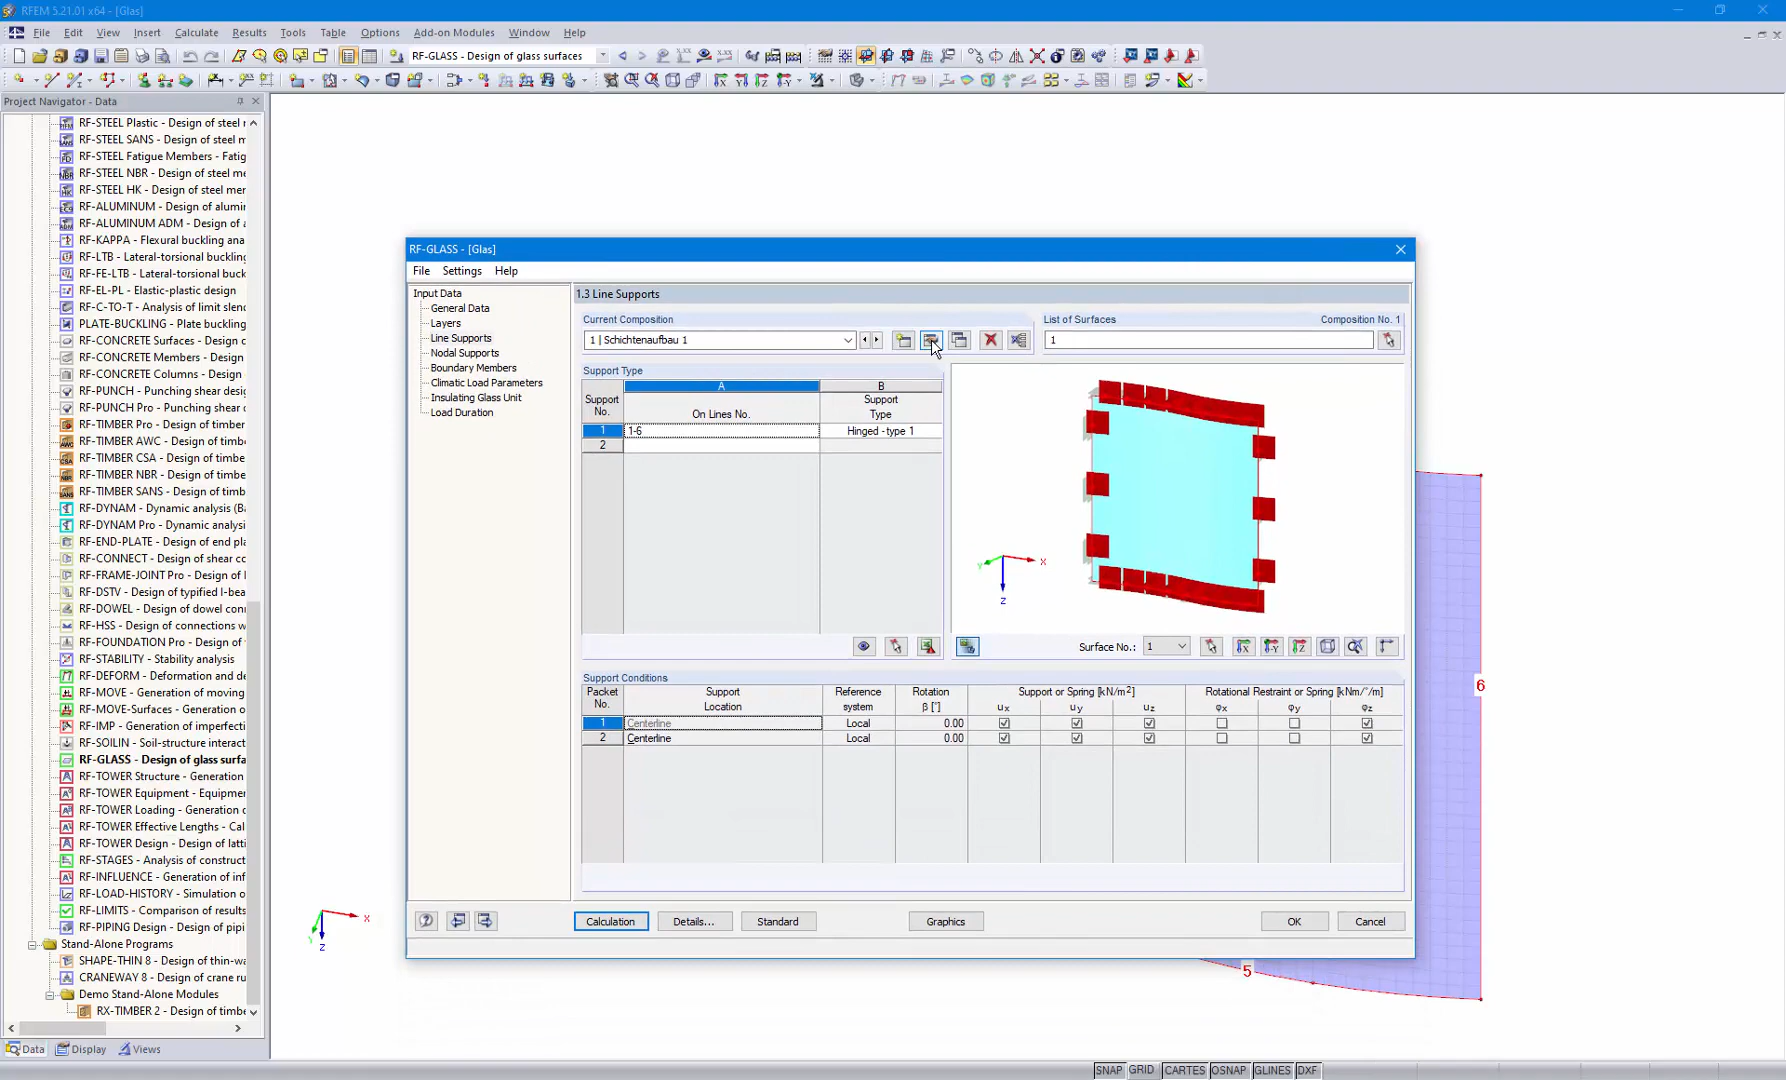 RFEM 5.21.01 x64 - [Glas]
File Edit View Insert Calculate Results Tools Table Options Add-on Modules Window Help
RF-GLASS - Design of glass surfaces
Project Navigator - Data
RF-STEEL Plastic - Design of steel r
RF-STEEL SANS - Design of steel m
RF-STEEL Fatigue Members - Fatig
RF-STEEL NBR - Design of steel me
RF-STEEL HK - Design of steel mer
RF-ALUMINUM - Design of alumin
RF-ALUMINUM ADM - Design of a
RF-KAPPA - Flexural buckling ana
RF-LTB - Lateral-torsional buckl
RF-FE-LTB - Lateral-torsional buck
RF-EL-PL - Elastic-plastic design
RF-C-TO-T - Analysis of limit slend
PLATE-BUCKLING - Plate buckling
RF-CONCRETE Surfaces - Design o
RF-CONCRETE Members - Design
RF-CONCRETE Columns - Design o
RF-PUNCH - Punching shear desig
RF-PUNCH Pro - Punching shear d
RF-TIMBER Pro - Design of timber
RF-TIMBER AWC - Design of timb
RF-TIMBER CSA - Design of timbe
RF-TIMBER NBR - Design of timbe
RF-TIMBER SANS - Design of timb
RF-DYNAM - Dynamic analysis (Ba
RF-DYNAM Pro - Dynamic analysi
RF-END-PLATE - Design of end pla
RF-CONNECT - Design of shear co
RF-FRAME-JOINT Pro - Design of l
RF-DSTV - Design of typified I-bea
RF-DOWEL - Design of dowel conn
RF-HSS - Design of connections w
RF-FOUNDATION Pro - Design of
RF-STABILITY - Stability analysis
RF-DEFORM - Deformation and de
RF-MOVE - Generation of moving
RF-MOVE-Surfaces - Generation o
RF-IMP - Generation of imperfecti
RF-SOILIN - Soil-structure interact
RF-GLASS - Design of glass surfa
RF-TOWER Structure - Generation
RF-TOWER Equipment - Equipmen
RF-TOWER Loading - Generation o
RF-TOWER Effective Lengths - Cal
RF-TOWER Design - Design of latti
RF-STAGES - Analysis of construct
RF-INFLUENCE - Generation of inf
RF-LOAD-HISTORY - Simulation o
RF-LIMITS - Comparison of results
RF-PIPING Design - Design of pipi
Stand-Alone Programs
SHAPE-THIN 8 - Design of thin-wa
CRANEWAY 8 - Design of crane ru
Demo Stand-Alone Modules
RX-TIMBER 2 - Design of timbe
Data Display Views
RF-GLASS - [Glas]
File Settings Help
Input Data
General Data
Layers
Line Supports
Nodal Supports
Boundary Members
Climatic Load Parameters
Insulating Glass Unit
Load Duration
1.3 Line Supports
Current Composition
1 | Schichtenaufbau 1
List of Surfaces Composition No. 1
1
Support Type
A B
Support No. On Lines No. Support Type
1 1-6 Hinged - type 1
2
X
Y
Z
Surface No.: 1
Support Conditions
Packet No. Support Location Reference system Rotation β [°] Support or Spring [kN/m²] ux uy uz Rotational Restraint or Spring [kNm/°/m] φx φy φz
1 Centerline Local 0.00
2 Centerline Local 0.00
Calculation Details... Standard Graphics OK Cancel
6
5
X
Y
Z
SNAP GRID CARTES OSNAP GLINES DXF